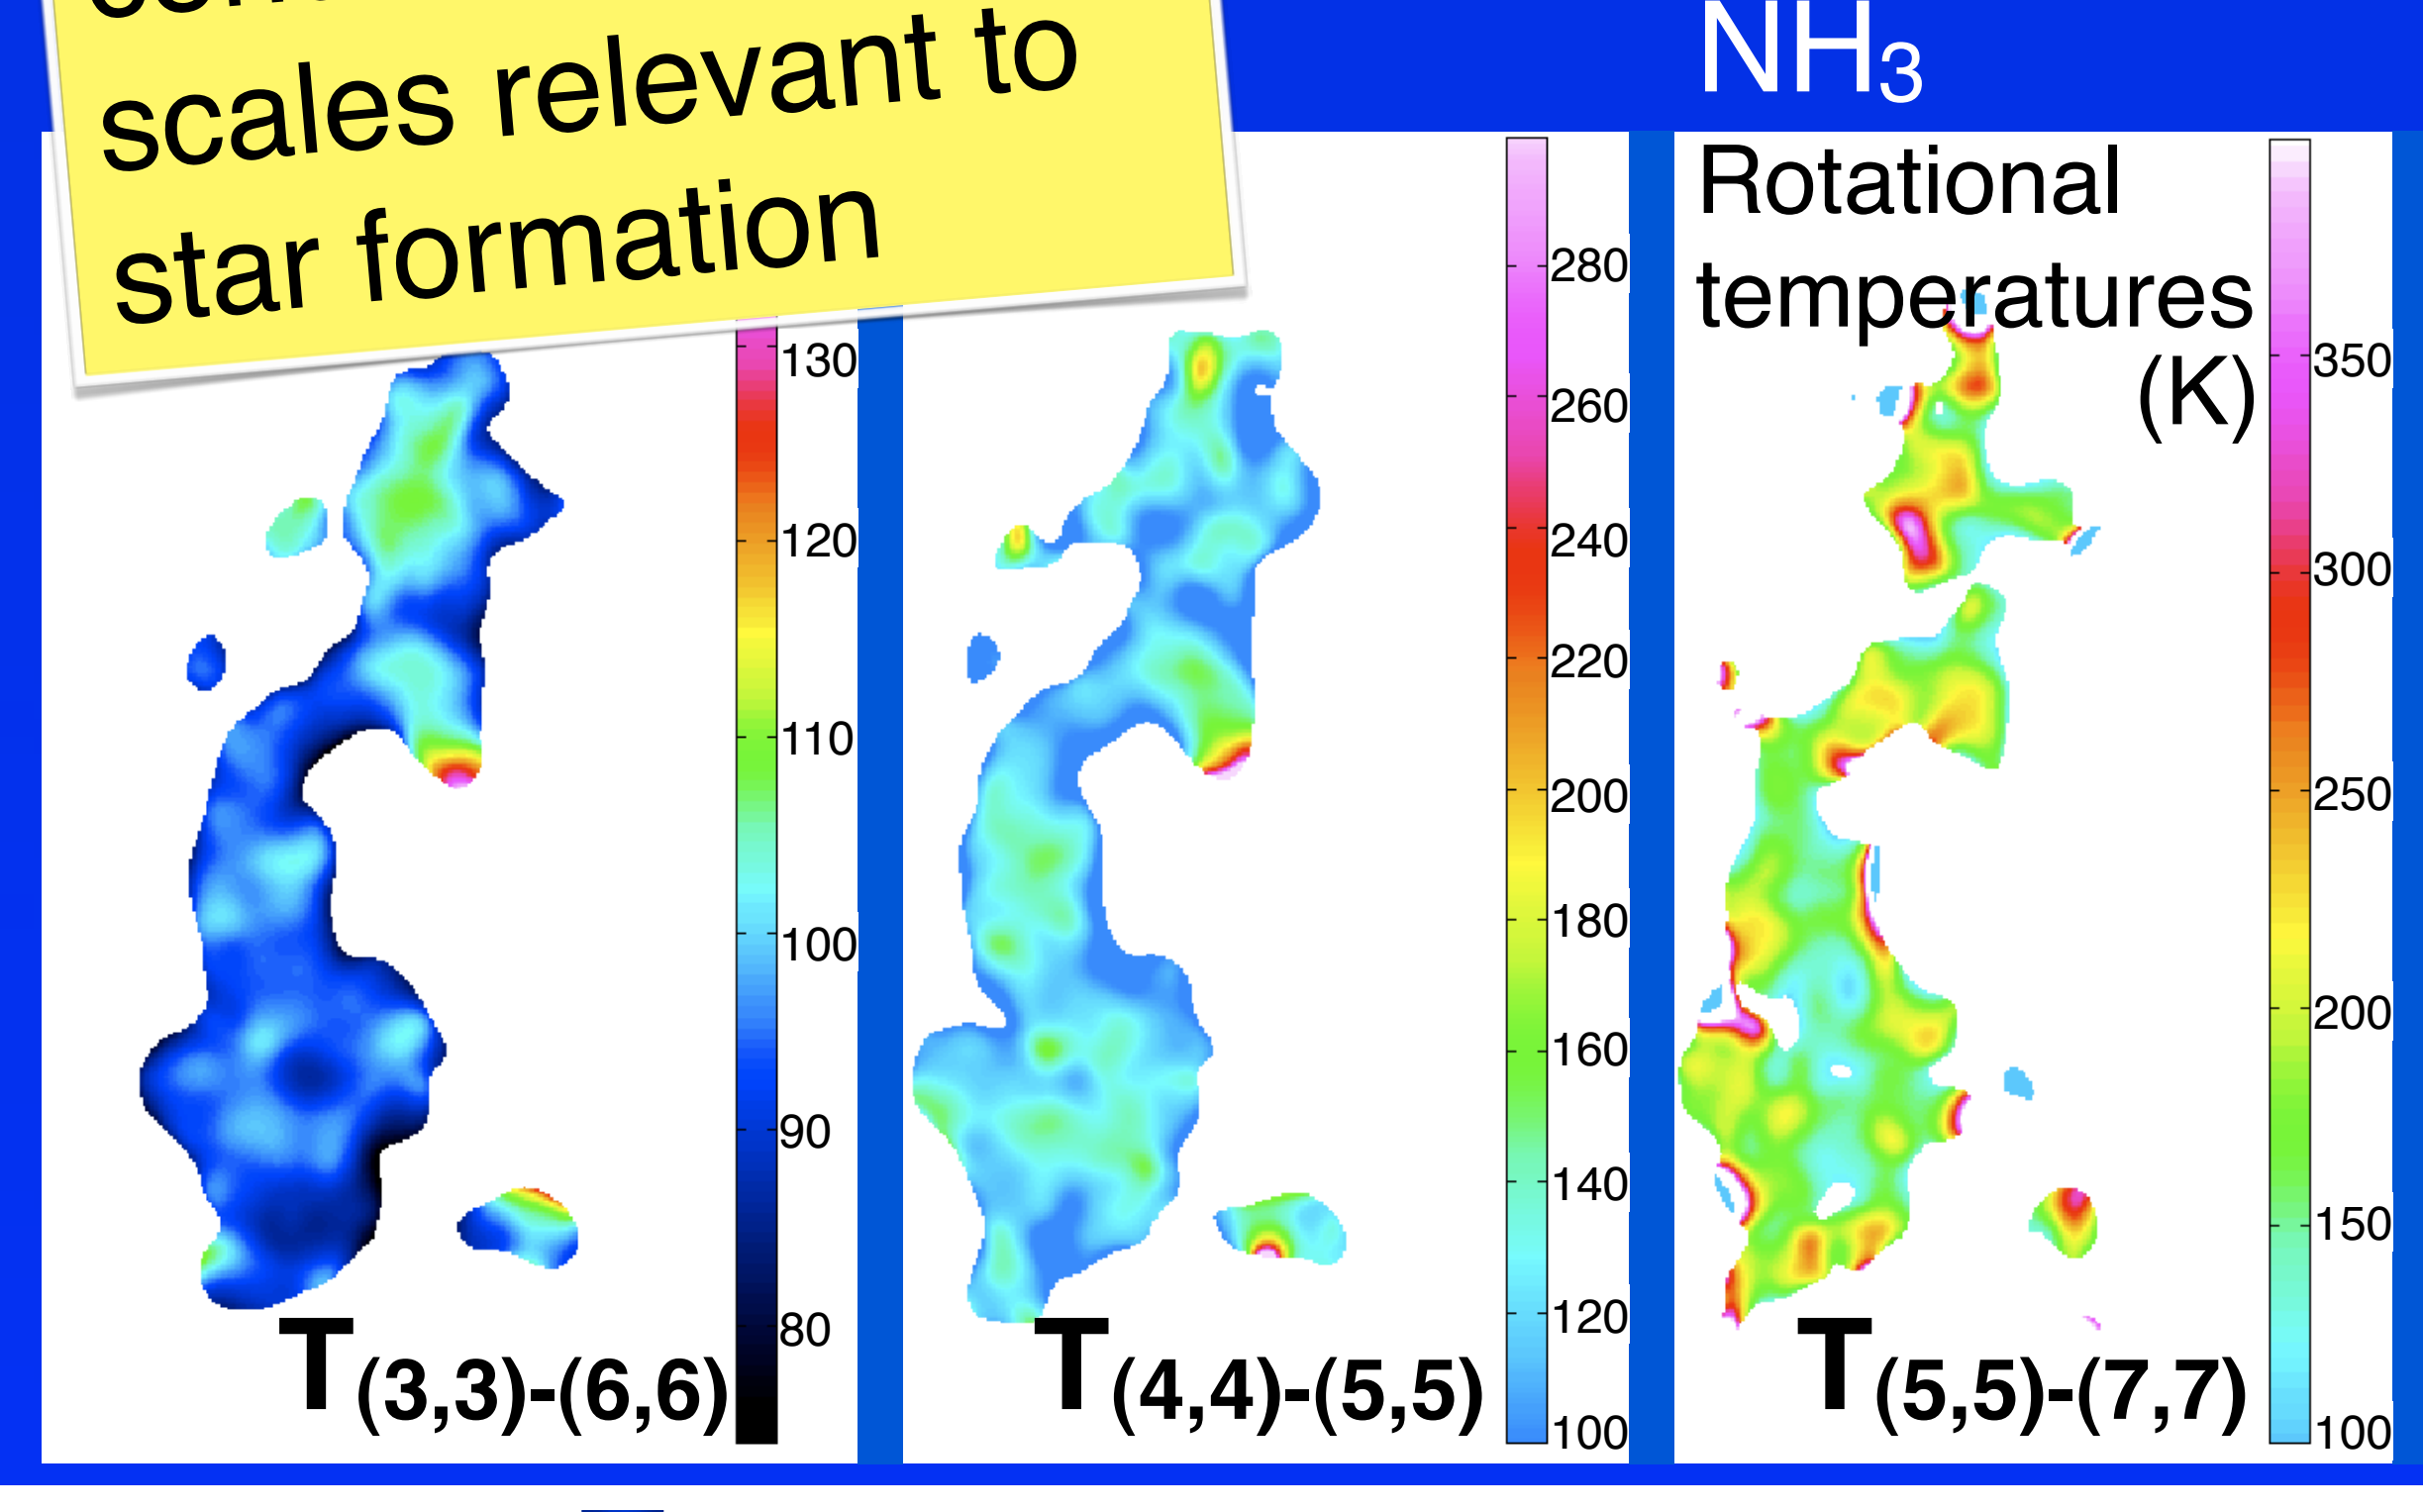 scales relevant to
star formation
NH₃
Rotational
temperatures
(K)
130
120
110
100
90
80
T(3,3)-(6,6)
280
260
240
220
200
180
160
140
120
100
T(4,4)-(5,5)
350
300
250
200
150
100
T(5,5)-(7,7)